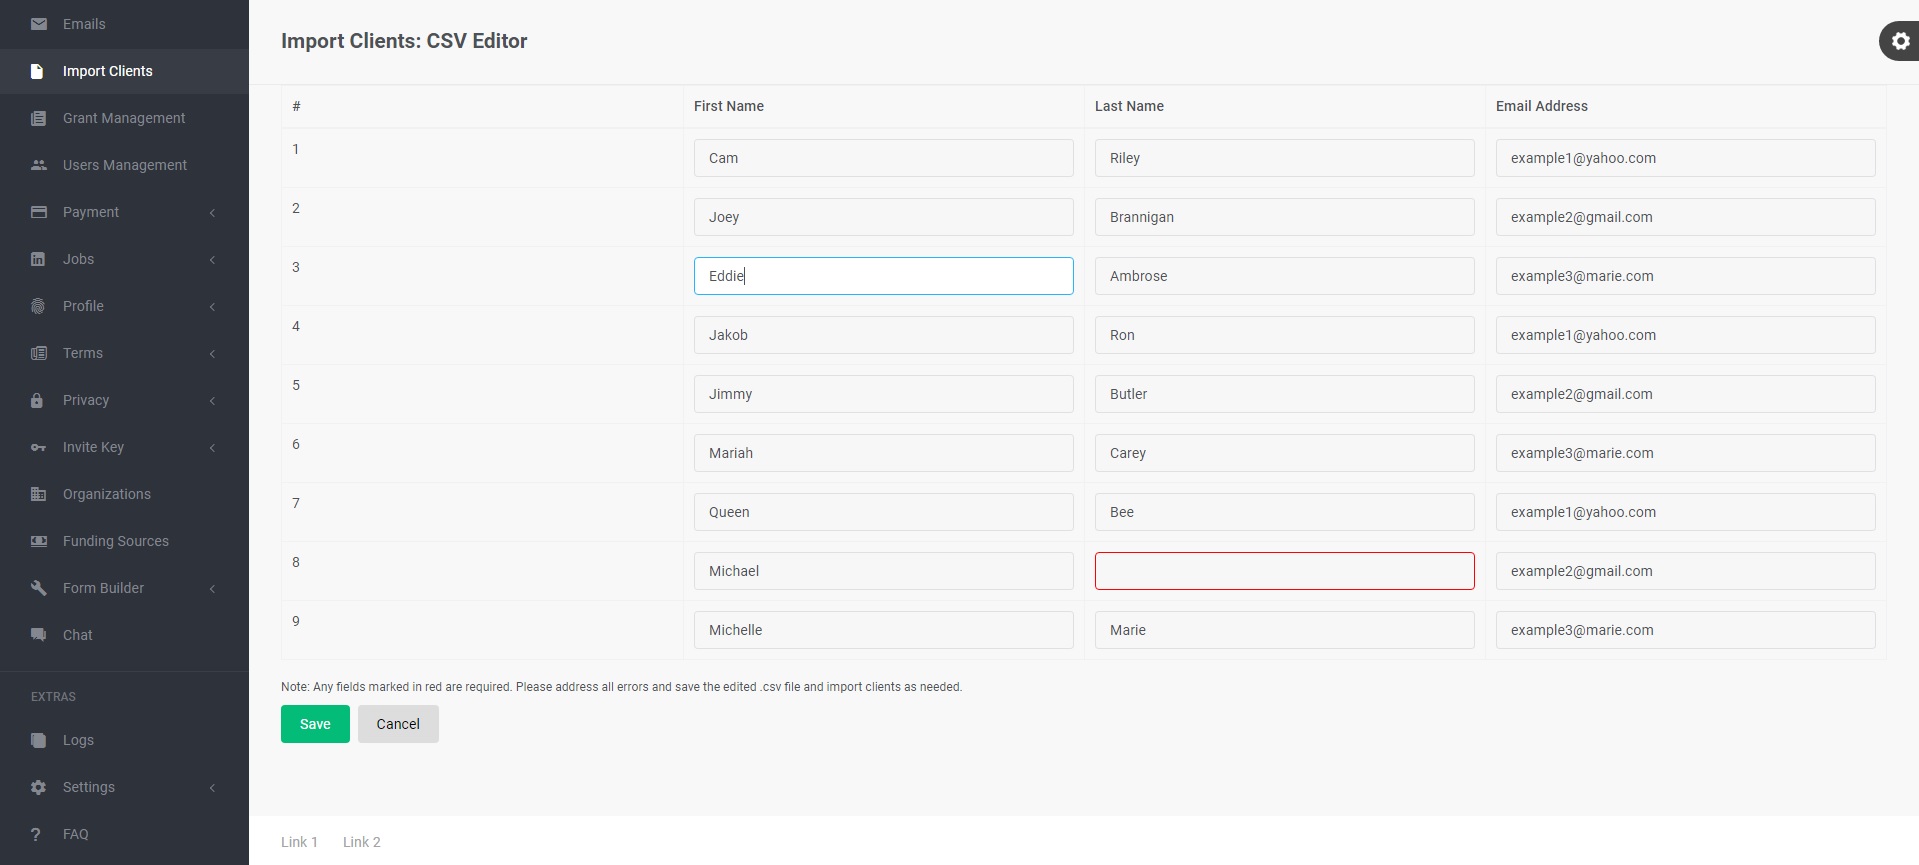 Emails
Import Clients
Grant Management
Users Management
Payment
Jobs
Profile
Terms
Privacy
Invite Key
Organizations
Funding Sources
Form Builder
Chat
EXTRAS
Logs
Settings
FAQ
Import Clients: CSV Editor
# First Name Last Name Email Address
1 Cam Riley example1@yahoo.com
2 Joey Brannigan example2@gmail.com
3 Eddie Ambrose example3@marie.com
4 Jakob Ron example1@yahoo.com
5 Jimmy Butler example2@gmail.com
6 Mariah Carey example3@marie.com
7 Queen Bee example1@yahoo.com
8 Michael example2@gmail.com
9 Michelle Marie example3@marie.com
Note: Any fields marked in red are required. Please address all errors and save the edited .csv file and import clients as needed.
Save Cancel
Link 1 Link 2